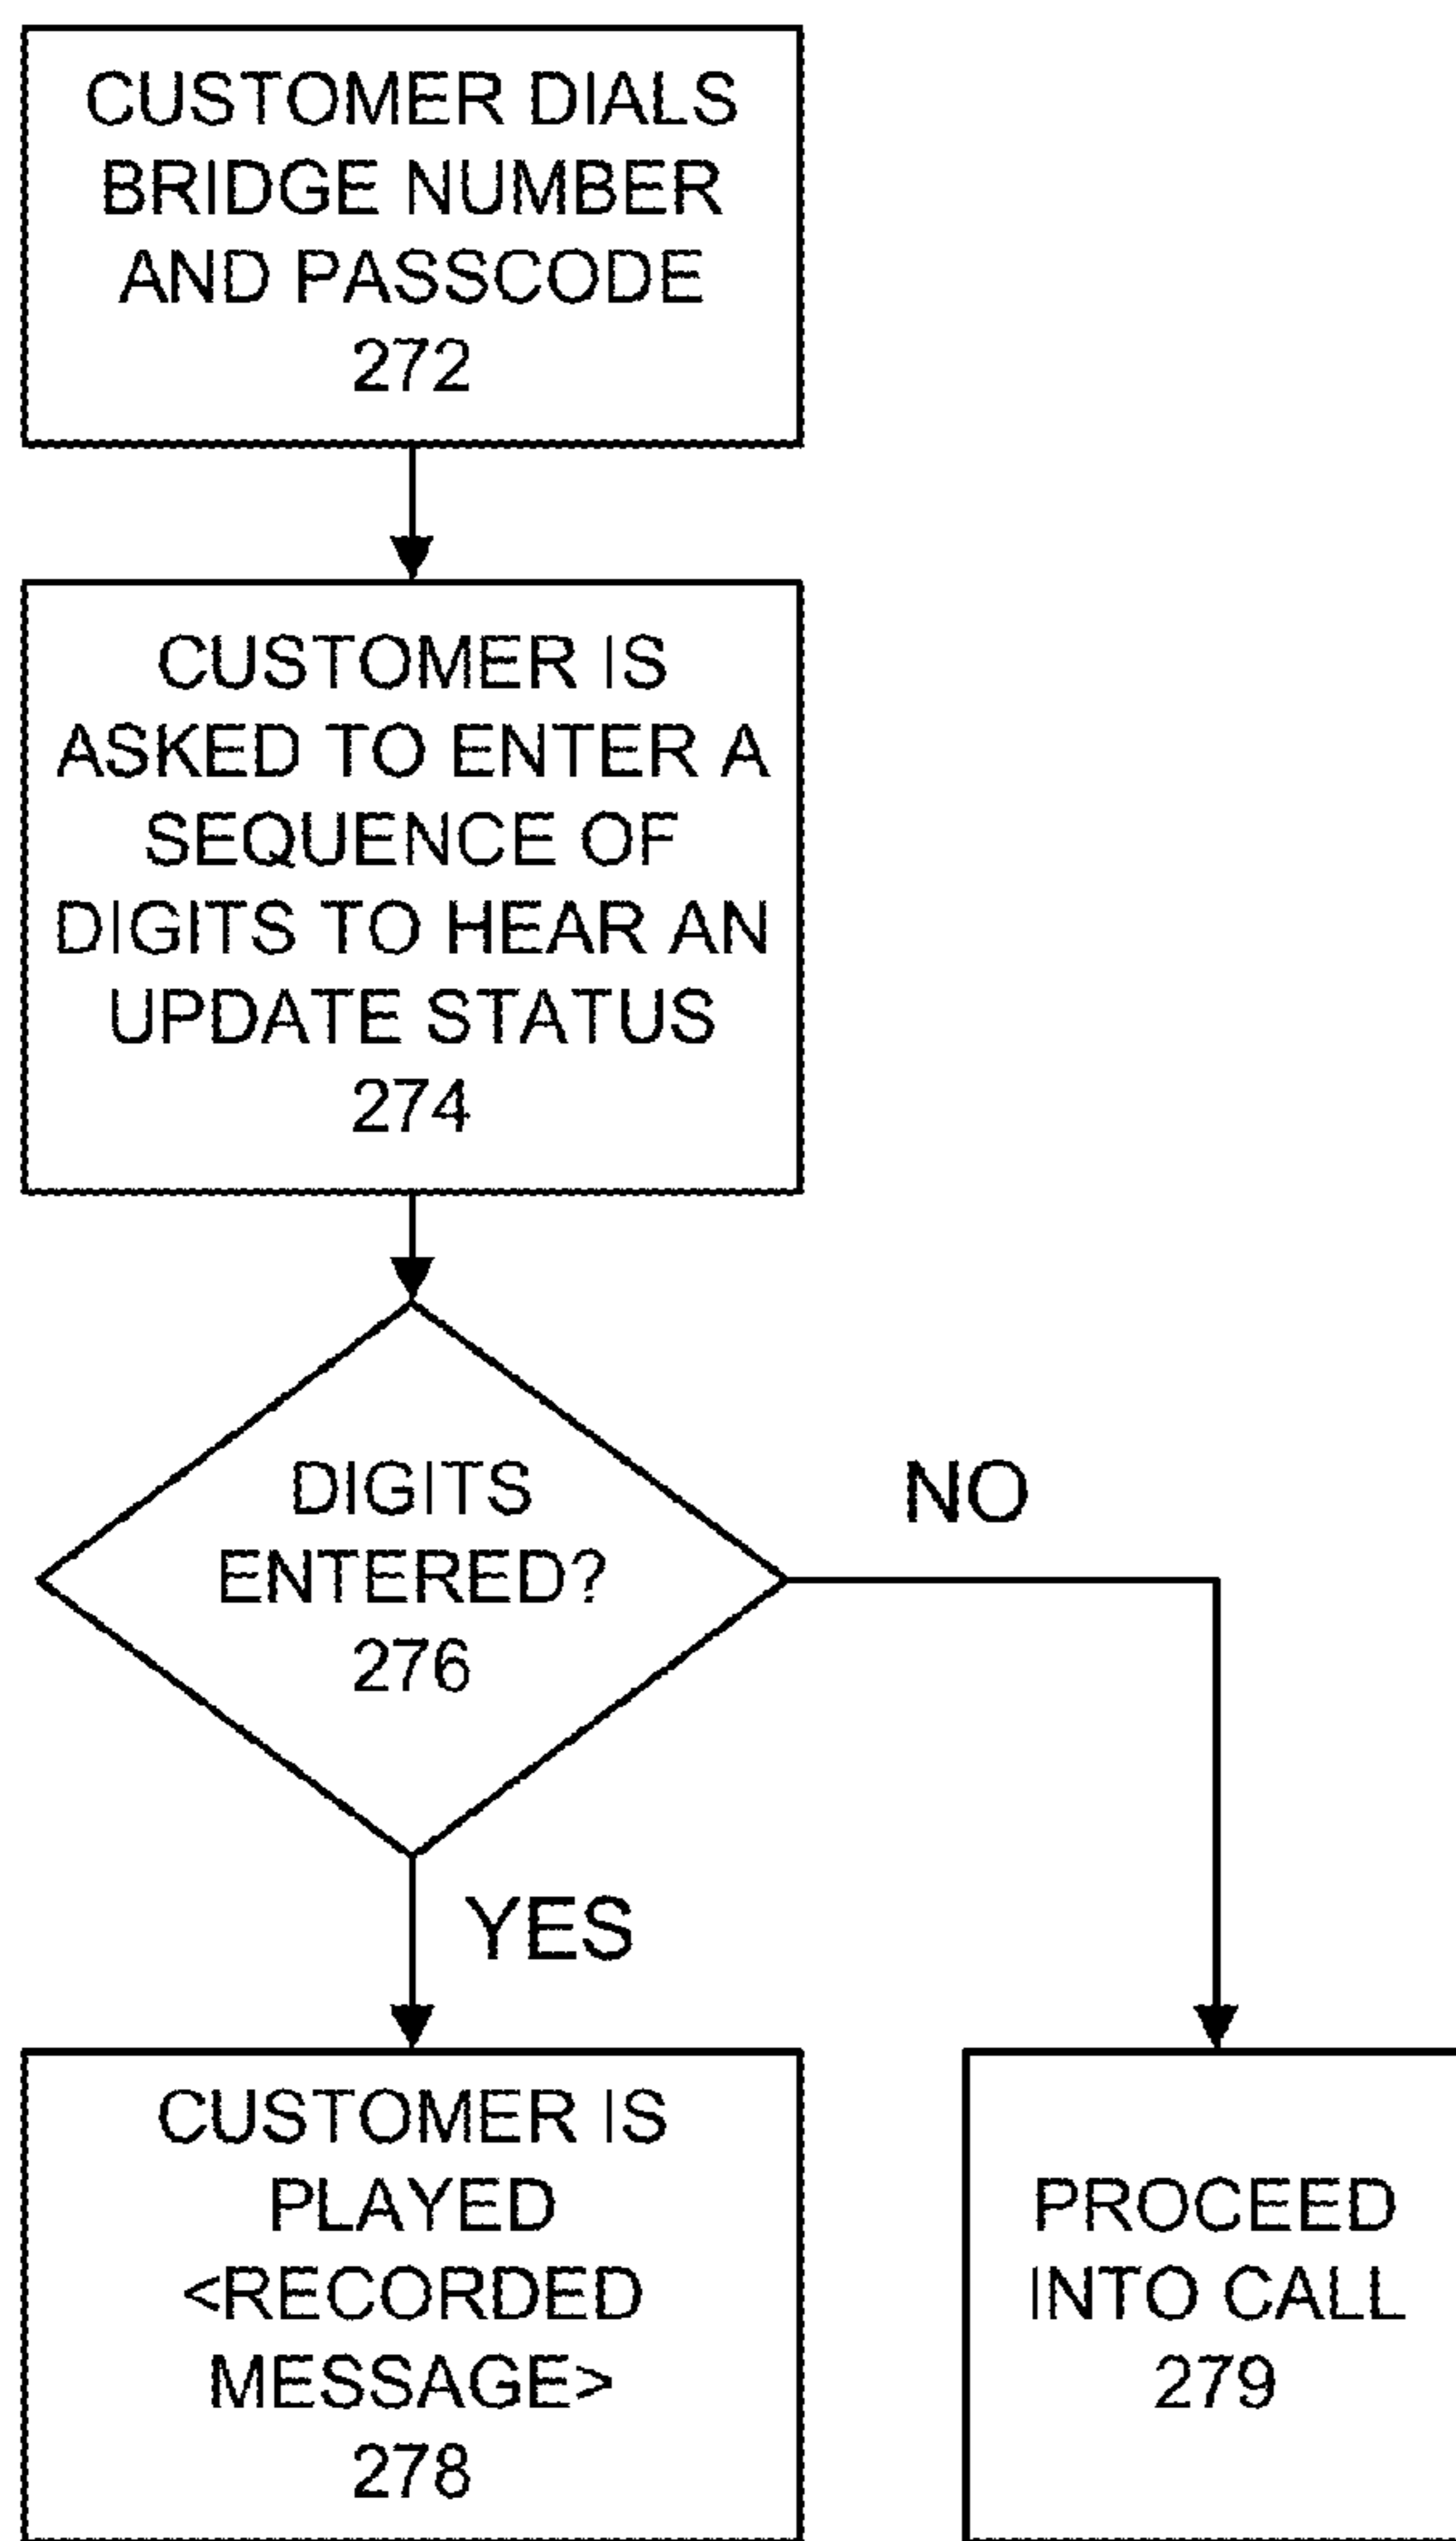 CUSTOMER DIALS
BRIDGE NUMBER
AND PASSCODE
272
CUSTOMER IS
ASKED TO ENTER A
SEQUENCE OF
DIGITS TO HEAR AN
UPDATE STATUS
274
DIGITS
ENTERED?
276
NO
YES
CUSTOMER IS
PLAYED
<RECORDED
MESSAGE>
278
PROCEED
INTO CALL
279